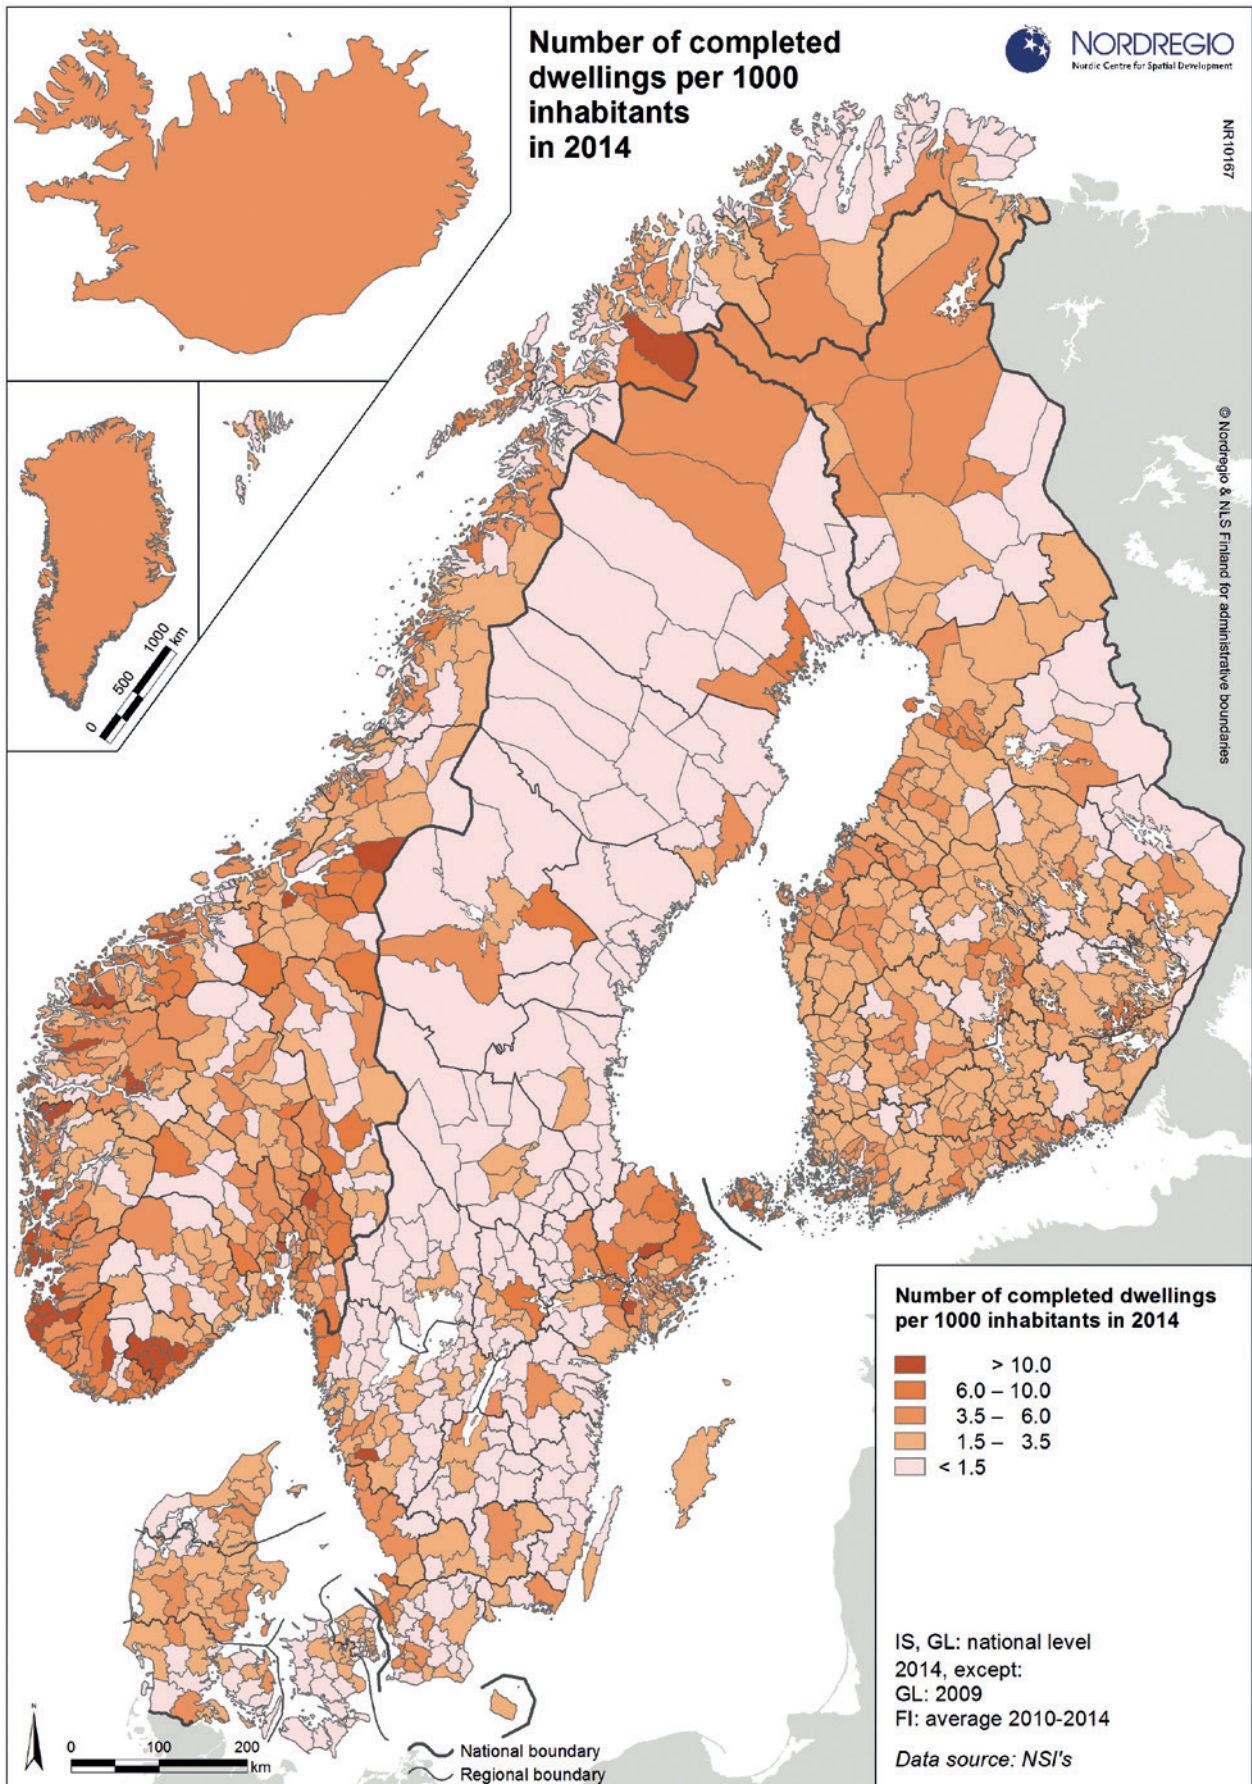 Number of completed
dwellings per 1000
inhabitants
in 2014
NORDREGIO
Nordic Centre for Spatial Development
NR10167
© Nordregio & NLS Finland for administrative boundaries
0 500 1000
km
Number of completed dwellings
per 1000 inhabitants in 2014
> 10.0
6.0 – 10.0
3.5 – 6.0
1.5 – 3.5
< 1.5
IS, GL: national level
2014, except:
GL: 2009
FI: average 2010-2014
Data source: NSI's
N
0 100 200
km
National boundary
Regional boundary